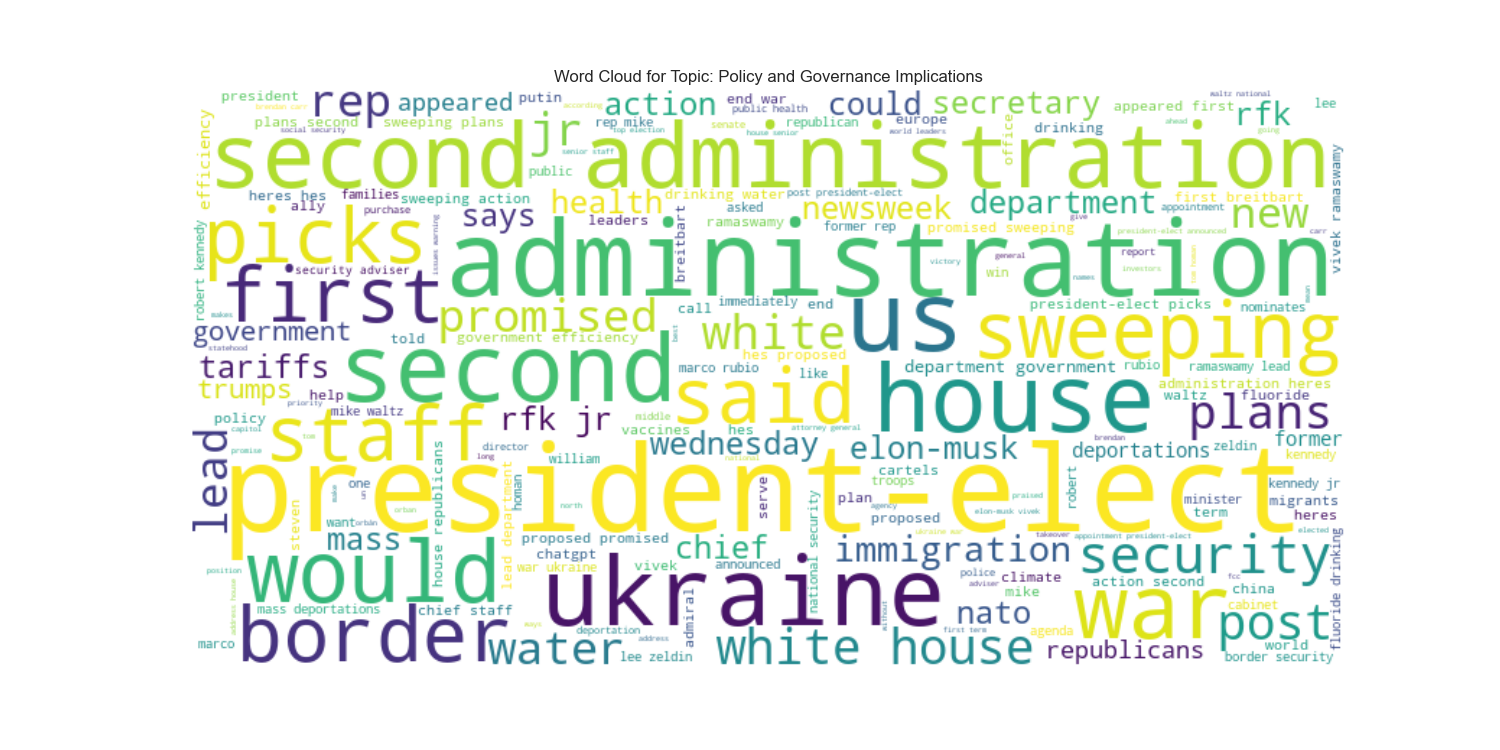 Word Cloud for Topic: Policy and Governance Implications
president rep appeared putin action end war could secretary appeared first waltz national lee
brendan carr according public health rfk
plans second sweeping plans jr rep mike top election senate republican europe world leaders drinking ahead going
social security house senior office
efficiency second administration senior staff public vivek ramaswamy
heres hes families sweeping action health drinking water post president-elect department first breitbart
ally purchase says leaders asked newsweek appointment new
picks ramaswamy former rep promised sweeping give president-elect announced carr
robert kennedy issues warning breitbart administration victory general win report investors
security adviser names
first promised call immediately end us president-elect picks nominates
makes government told government efficiency white sweeping
statehood best hes proposed
tariffs second marco rubio like house department government rubio ramaswamy lead
trumps help said administration heres
priority mike waltz waltz fluoride plans
policy staff rfk jr middle
capitol vaccines hes attorney general
promise wednesday elon-musk brendan deportations zeldin former
lead director william national cartels kennedy
long president-elect troops robert kennedy jr
one house republicans lead department homan north serve plan praised minister migrants
steven orban agency elon-musk vivek term heres
want proposed promised proposed
mass chief ukraine war takeover appointment president-elect elected
would chatgpt national security immigration security
position war ukraine vivek announced police climate action second fcc
adviser mike china
mass deportations chief staff ukraine admiral without nato war cabinet post fluoride drinking
address house border ways deportation first term agenda world
marco water address white house republicans border security
lee zeldin